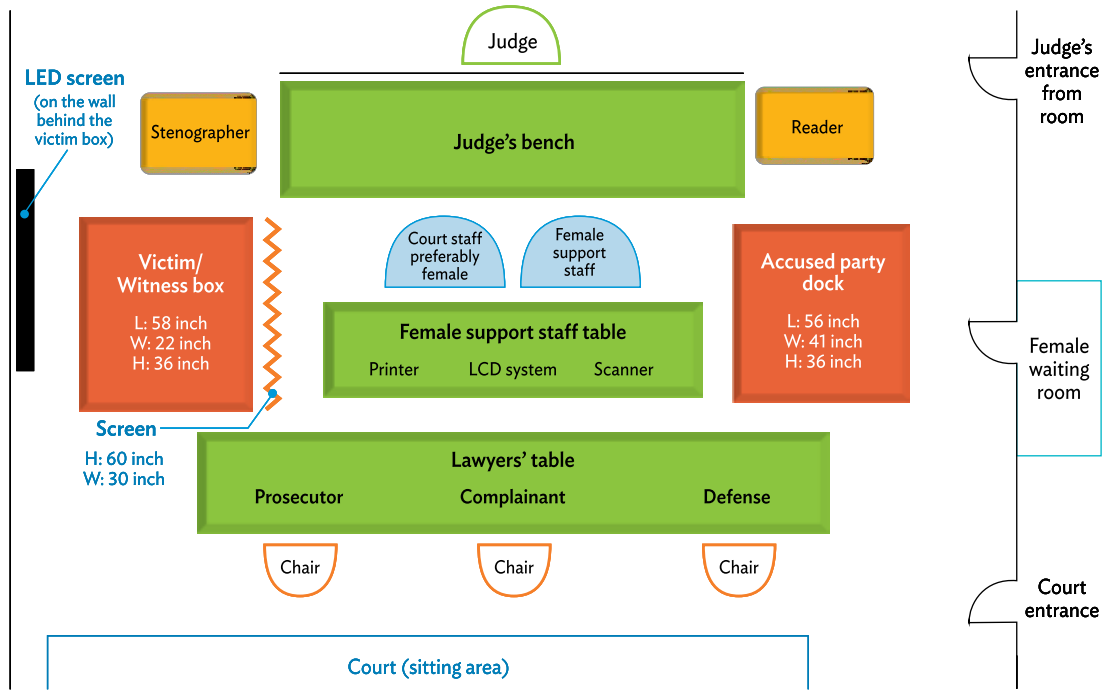 Judge
Judge's
entrance
from
room
LED screen
(on the wall
behind the
victim box)
Stenographer
Judge's bench
Reader
Victim/
Witness box
L: 58 inch
W: 22 inch
H: 36 inch
Court staff
preferably
female
Female
support
staff
Accused party
dock
L: 56 inch
W: 41 inch
H: 36 inch
Female support staff table
Printer LCD system Scanner
Female
waiting
room
Screen
H: 60 inch
W: 30 inch
Lawyers' table
Prosecutor Complainant Defense
Chair Chair Chair
Court
entrance
Court (sitting area)